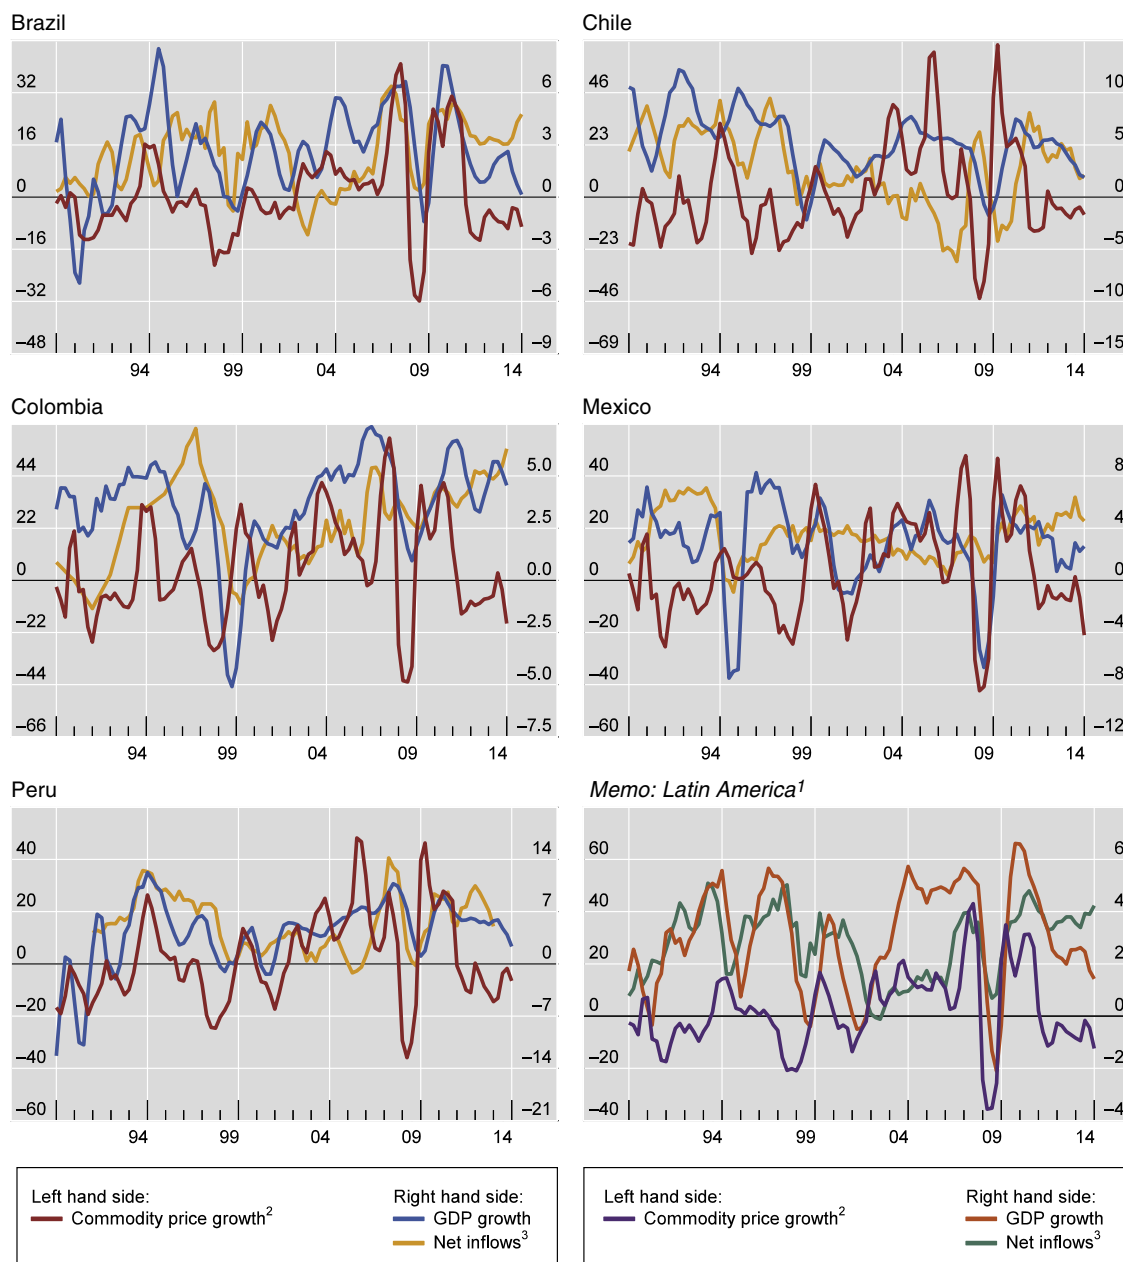 Brazil
32 6
16 3
0 0
–16 –3
–32 –6
–48 –9
94 99 04 09 14
Chile
46 10
23 5
0 0
–23 –5
–46 –10
–69 –15
94 99 04 09 14
Colombia
44 5.0
22 2.5
0 0.0
–22 –2.5
–44 –5.0
–66 –7.5
94 99 04 09 14
Mexico
40 8
20 4
0 0
–20 –4
–40 –8
–60 –12
94 99 04 09 14
Peru
40 14
20 7
0 0
–20 –7
–40 –14
–60 –21
94 99 04 09 14
Memo: Latin America1
60 6
40 4
20 2
0 0
–20 –2
–40 –4
94 99 04 09 14
Left hand side: Right hand side:
Commodity price growth2 GDP growth
Net inflows3
Left hand side: Right hand side:
Commodity price growth2 GDP growth
Net inflows3